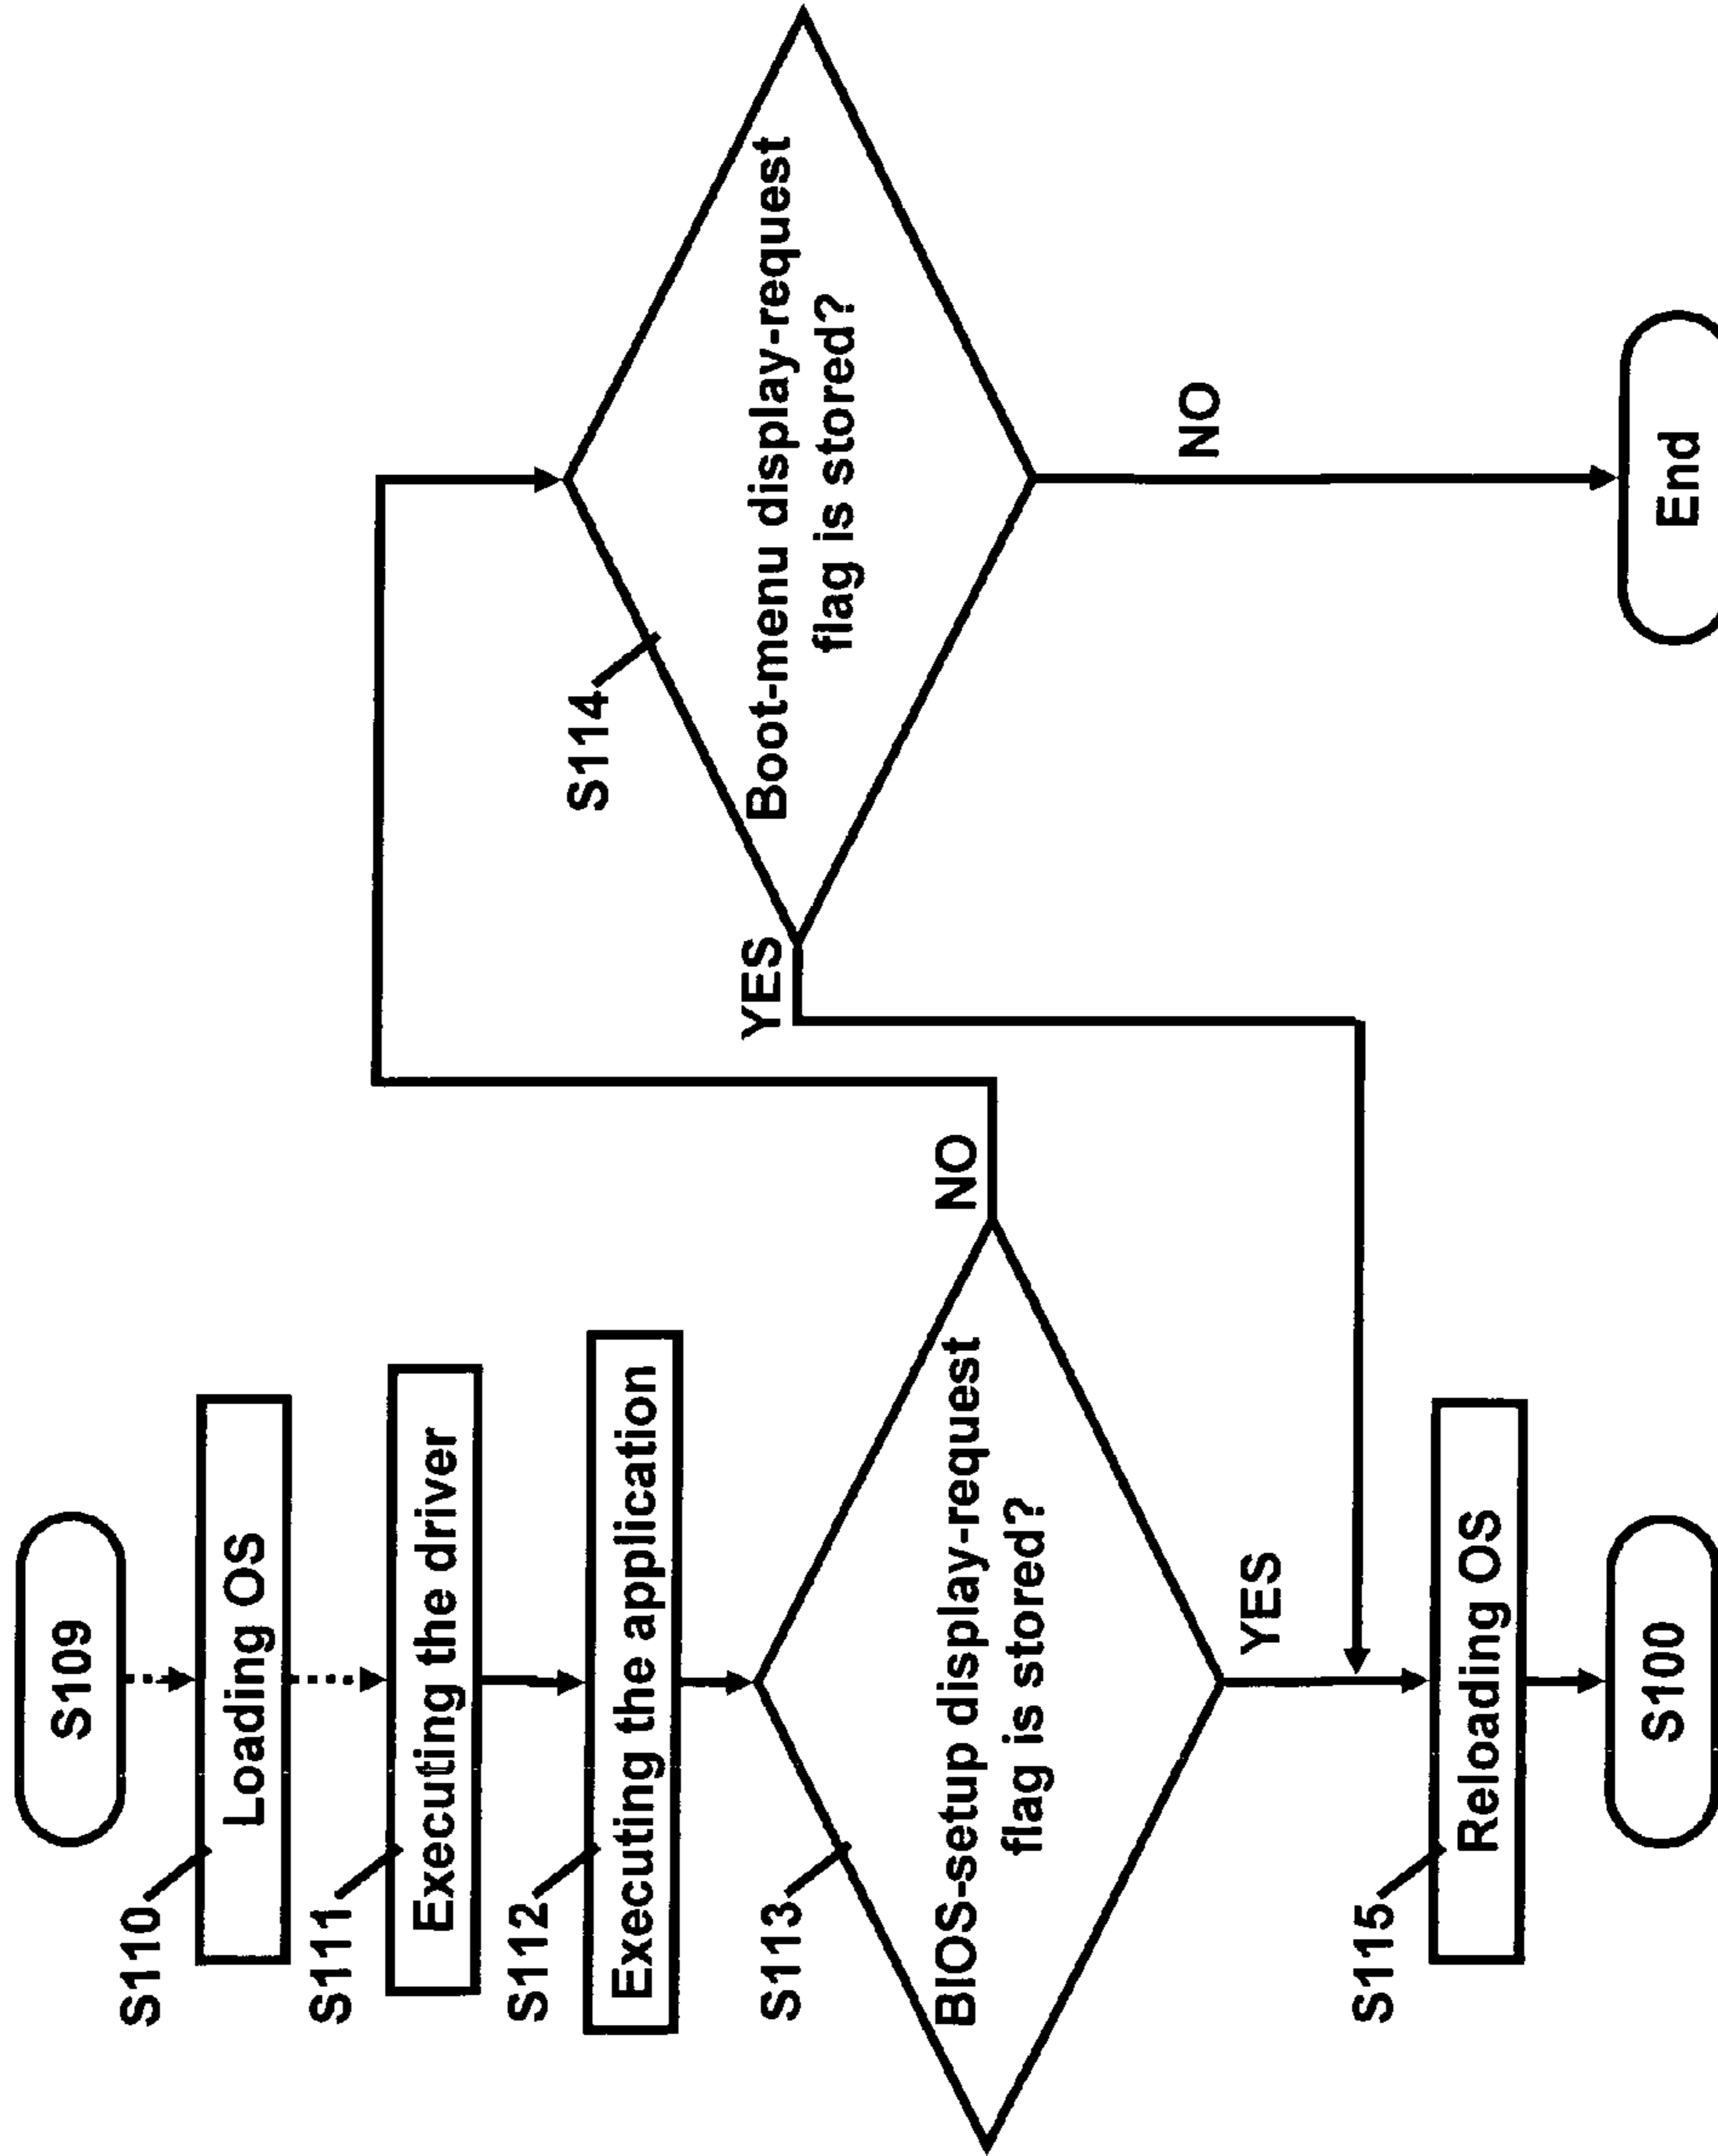 S109
S110
Loading OS
S111
Executing the driver
S112
Executing the application
S113
BIOS-setup display-request
flag is stored?
NO
YES
S114
Boot-menu display-request
flag is stored?
YES
NO
S115
Reloading OS
S100
End